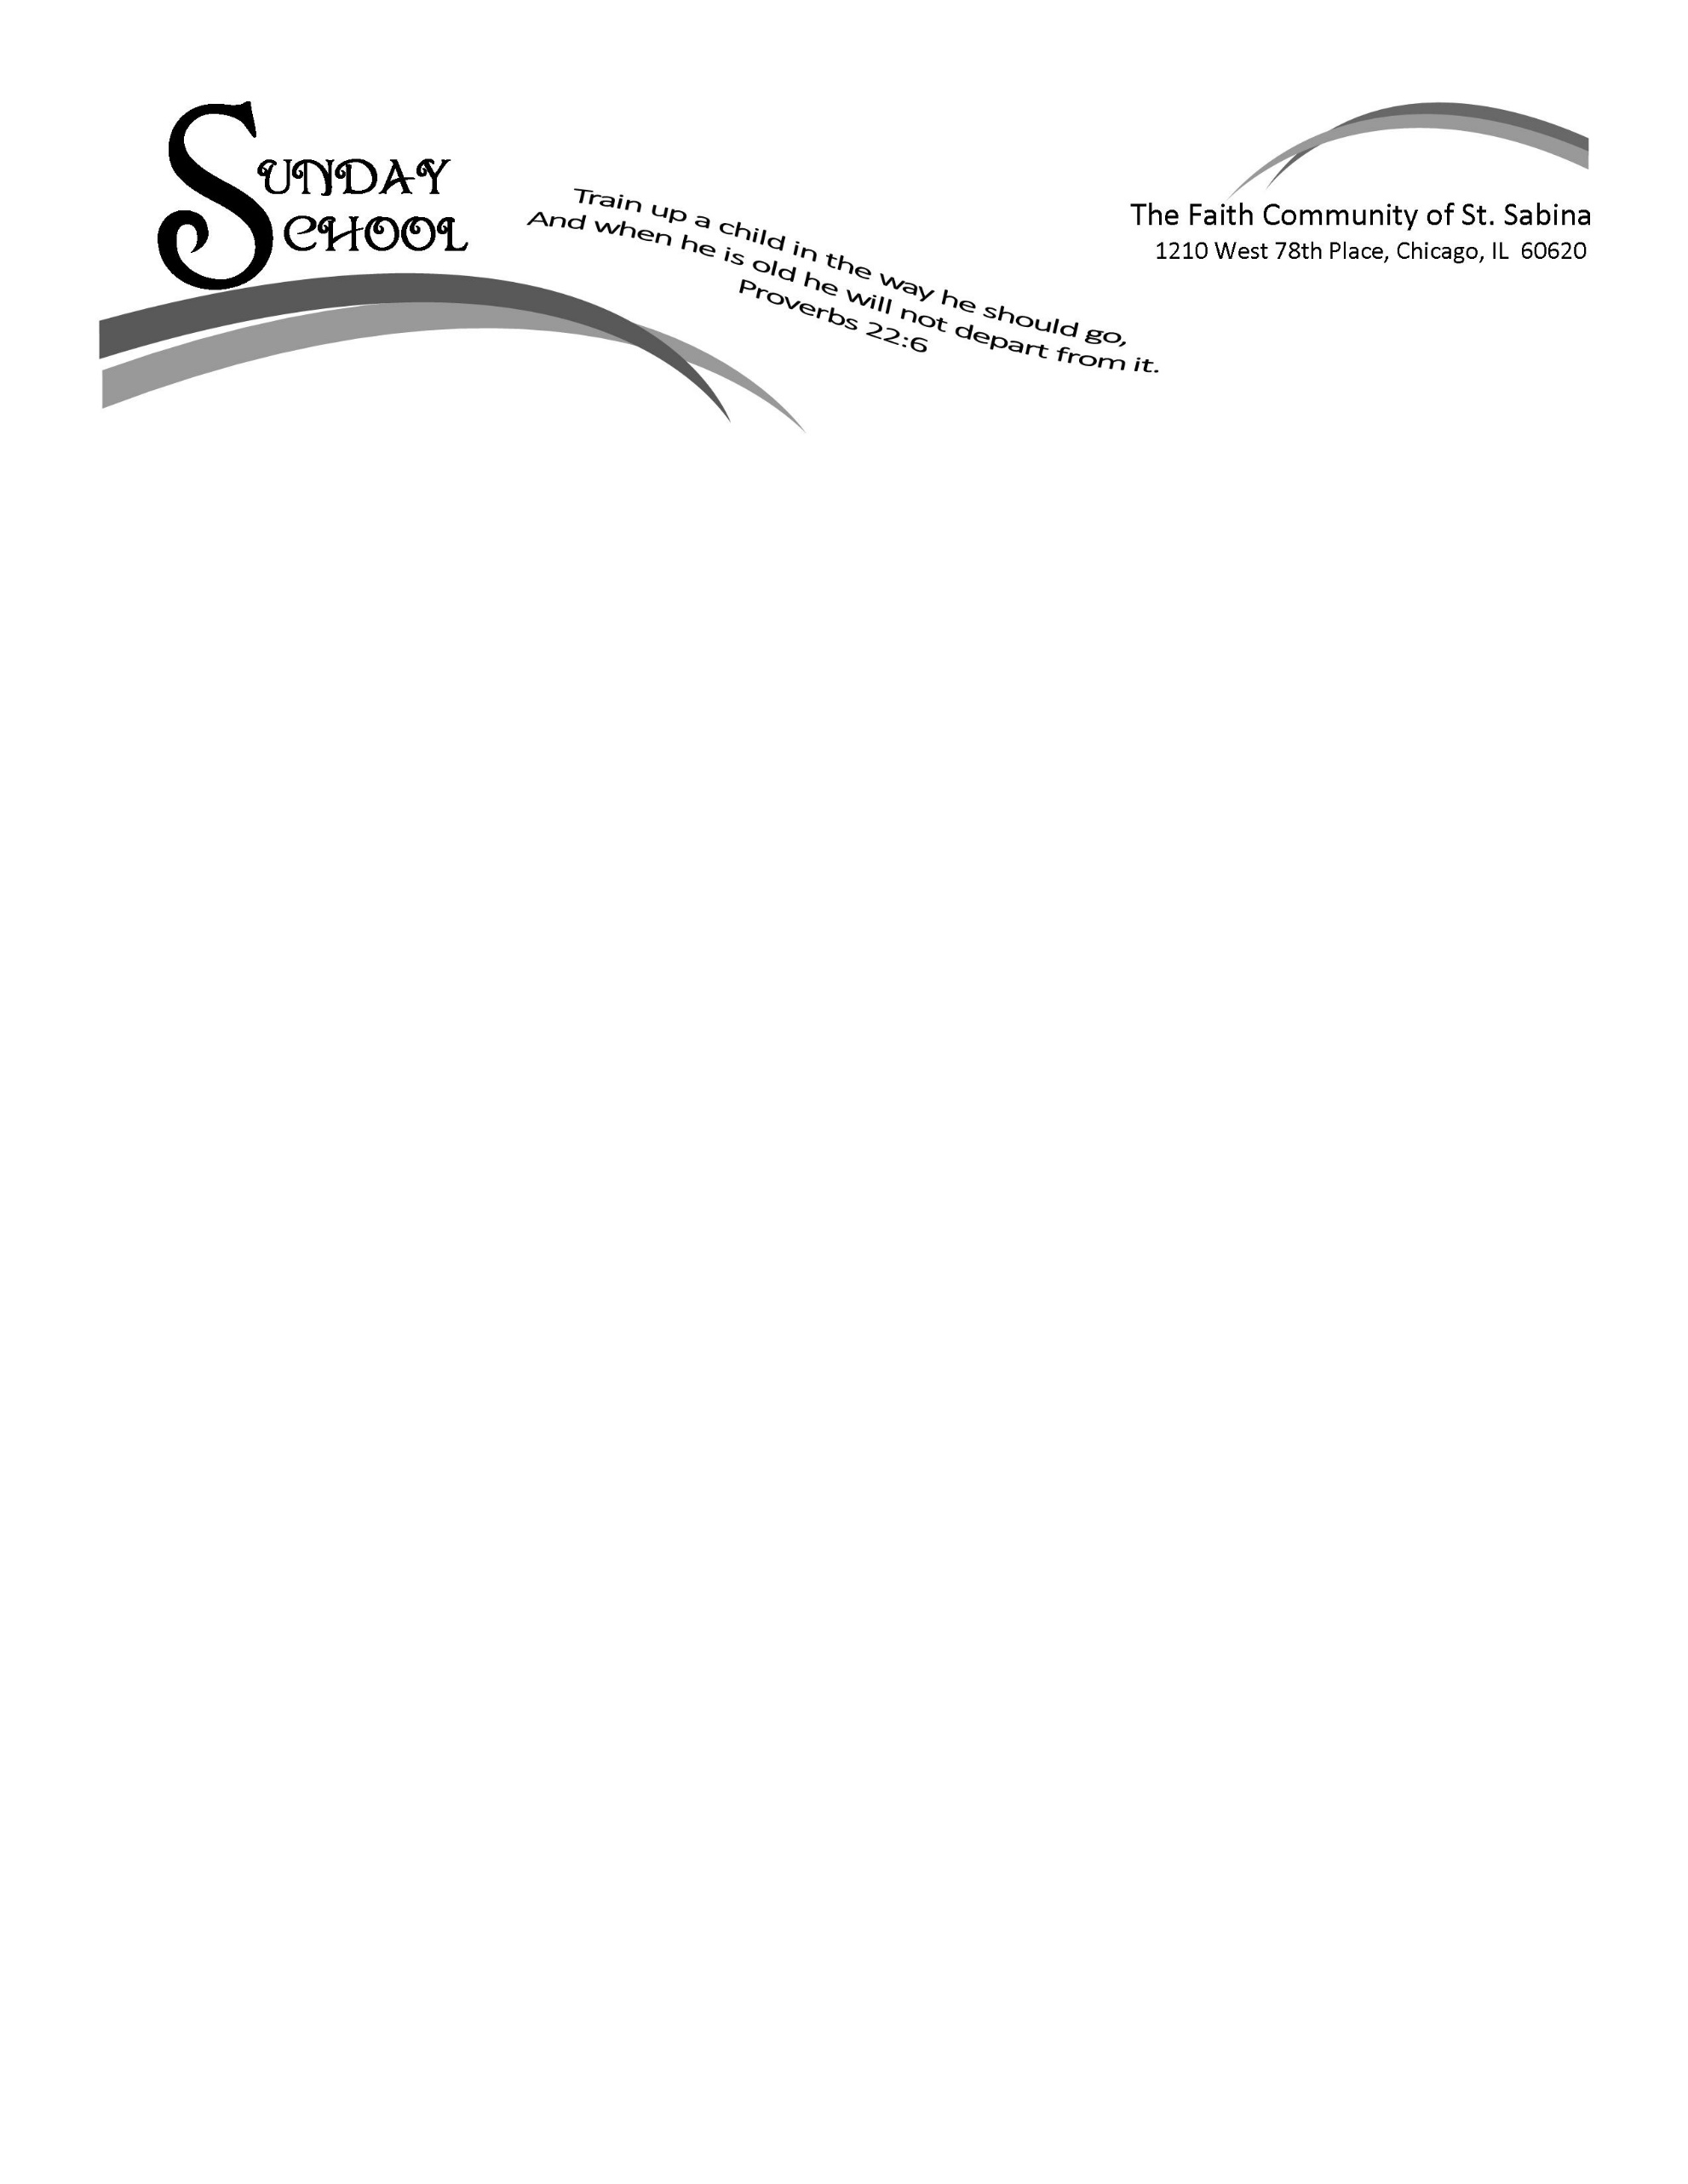 SUNDAY
SCHOOL
Train up a child in the way he should go,
And when he is old he will not depart from it.
Proverbs 22:6
The Faith Community of St. Sabina
1210 West 78th Place, Chicago, IL  60620